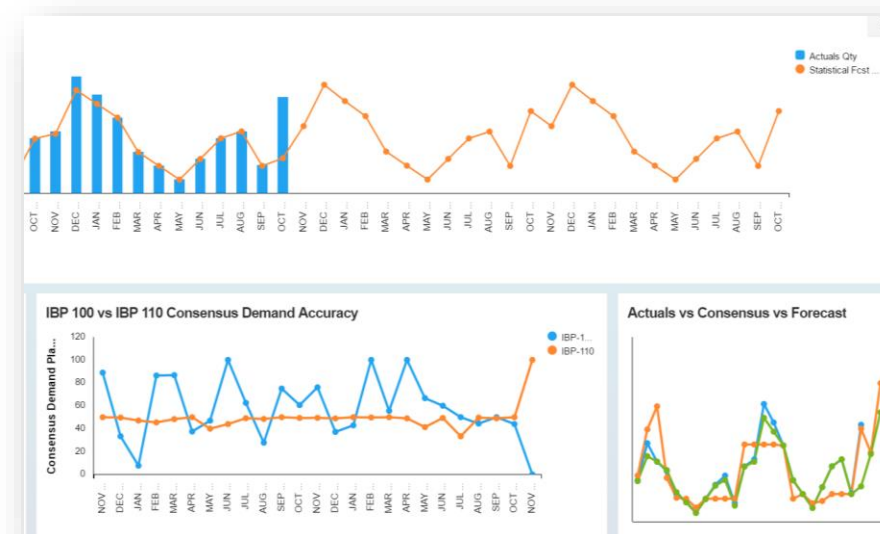 Actuals Qty
Statistical Fcst ...
OCT ...
NOV ...
DEC ...
JAN ...
FEB ...
MAR ...
APR ...
MAY ...
JUN ...
JUL ...
AUG ...
SEP ...
OCT ...
NOV ...
DEC ...
JAN ...
FEB ...
MAR ...
APR ...
MAY ...
JUN ...
JUL ...
AUG ...
SEP ...
OCT ...
NOV ...
DEC ...
JAN ...
FEB ...
MAR ...
APR ...
MAY ...
JUN ...
JUL ...
AUG ...
SEP ...
OCT ...
IBP 100 vs IBP 110 Consensus Demand Accuracy
Consensus Demand Pla...
120
100
80
60
40
20
0
IBP-1...
IBP-110
NOV ...
DEC ...
JAN ...
FEB ...
MAR ...
APR ...
MAY ...
JUN ...
JUL ...
AUG ...
SEP ...
OCT ...
NOV ...
DEC ...
JAN ...
FEB ...
MAR ...
APR ...
MAY ...
JUN ...
JUL ...
AUG ...
SEP ...
OCT ...
NOV ...
Actuals vs Consensus vs Forecast